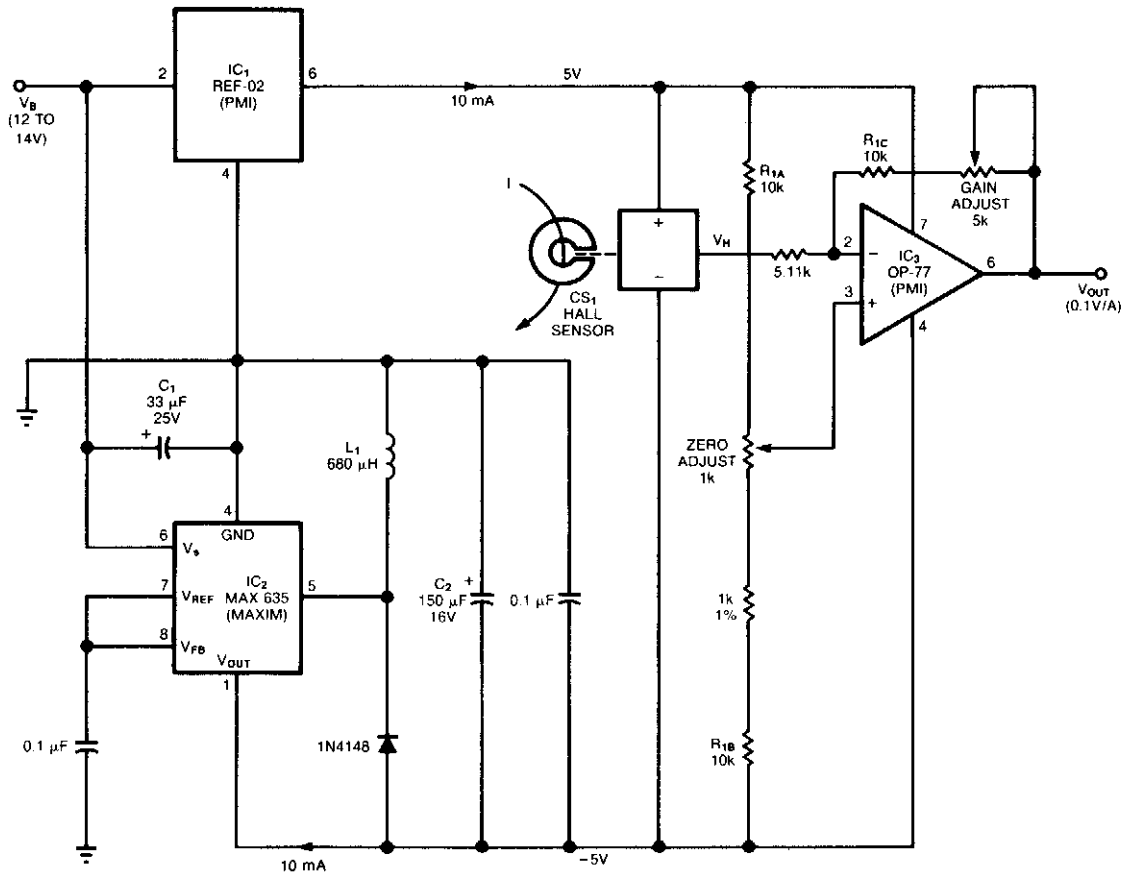 V_B
(12 TO
14V)
2
IC₁
REF-02
(PMI)
6
4
10 mA
5V
I
CS₁
HALL
SENSOR
+
−
V_H
R₁A
10k
5.11k
R₁C
10k
GAIN
ADJUST
5k
2
−
3
+
IC₃
OP-77
(PMI)
7
6
4
V_OUT
(0.1V/A)
C₁
33 µF
25V
+
L₁
680 µH
ZERO
ADJUST
1k
4
GND
6
V_s
7
V_REF
8
V_FB
IC₂
MAX 635
(MAXIM)
5
V_OUT
1
C₂
150 µF
16V
+
0.1 µF
1k
1%
0.1 µF
1N4148
R₁B
10k
10 mA
−5V